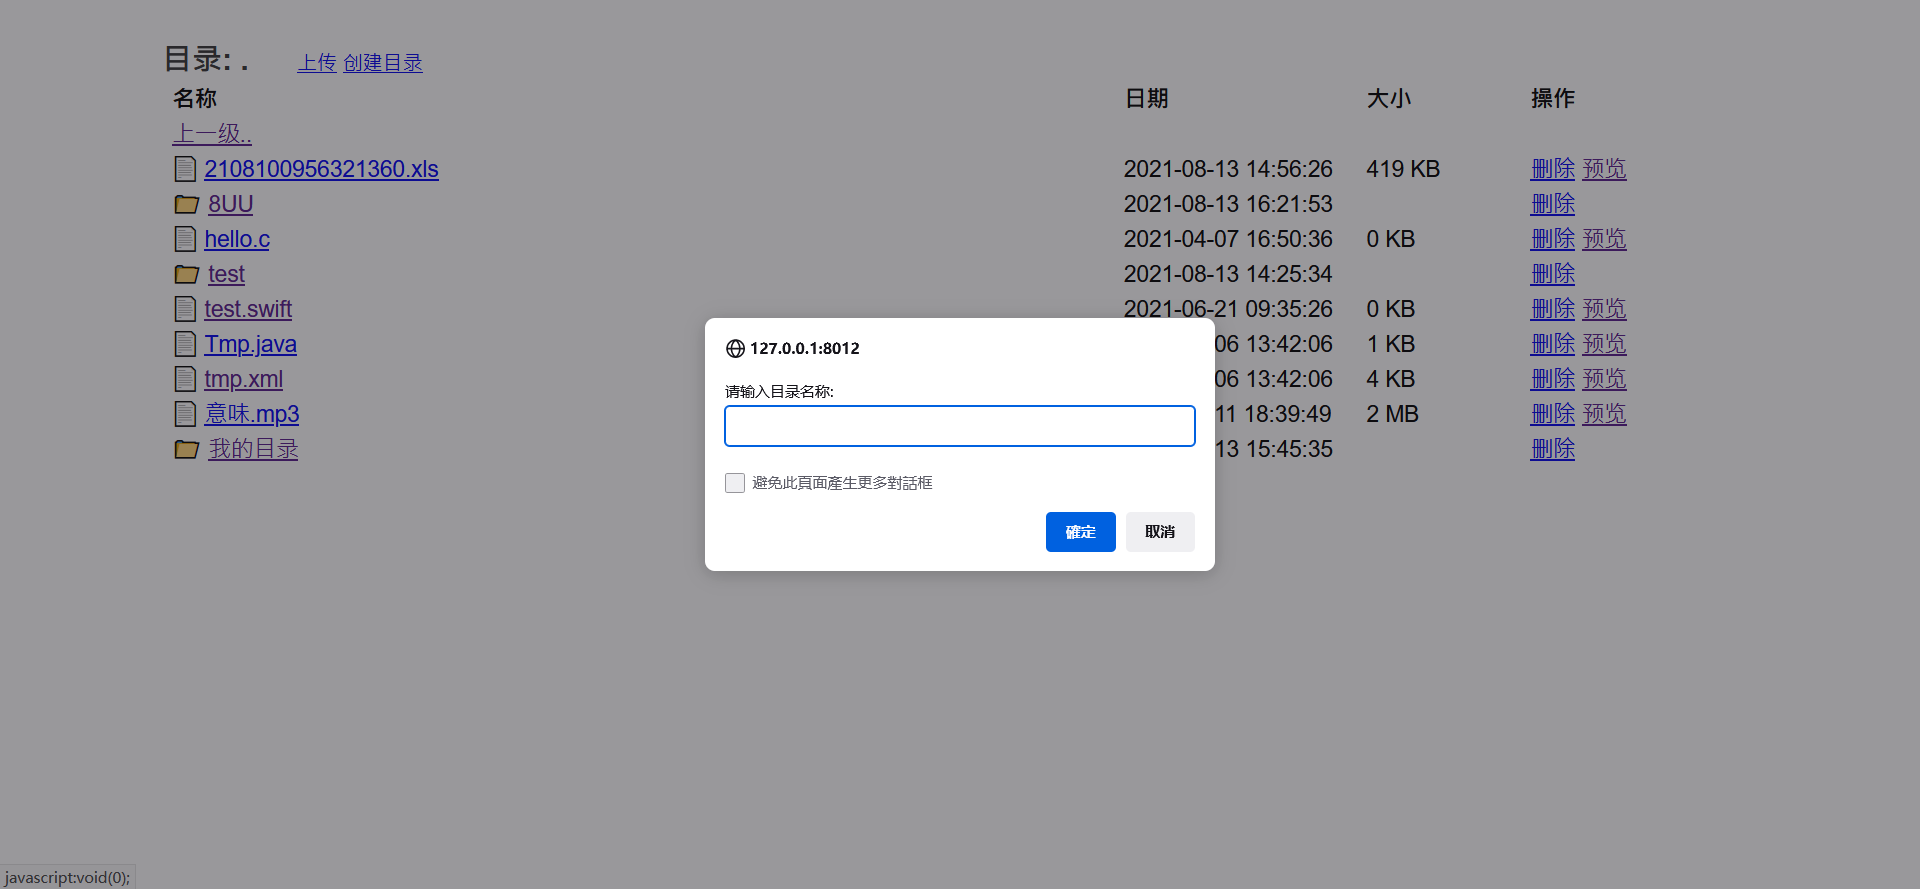 目录: . 上传 创建目录
名称 日期 大小 操作
上一级..
2108100956321360.xls 2021-08-13 14:56:26 419 KB 删除 预览
8UU 2021-08-13 16:21:53 删除
hello.c 2021-04-07 16:50:36 0 KB 删除 预览
test 2021-08-13 14:25:34 删除
test.swift 2021-06-21 09:35:26 0 KB 删除 预览
Tmp.java 06 13:42:06 1 KB 删除 预览
tmp.xml 06 13:42:06 4 KB 删除 预览
意味.mp3 11 18:39:49 2 MB 删除 预览
我的目录 13 15:45:35 删除
127.0.0.1:8012
请输入目录名称:
避免此頁面產生更多對話框
確定 取消
javascript:void(0);